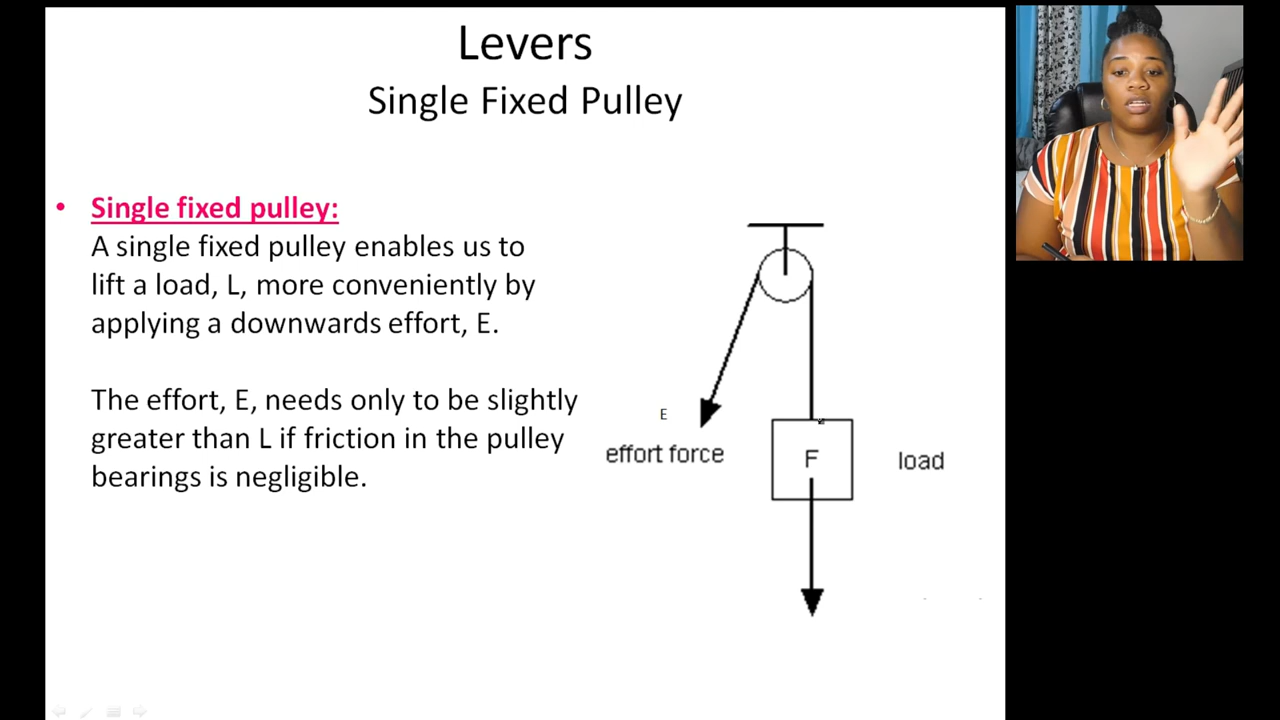 Levers
Single Fixed Pulley
• Single fixed pulley:
A single fixed pulley enables us to
lift a load, L, more conveniently by
applying a downwards effort, E.
The effort, E, needs only to be slightly
greater than L if friction in the pulley
bearings is negligible.
E
effort force
F
load